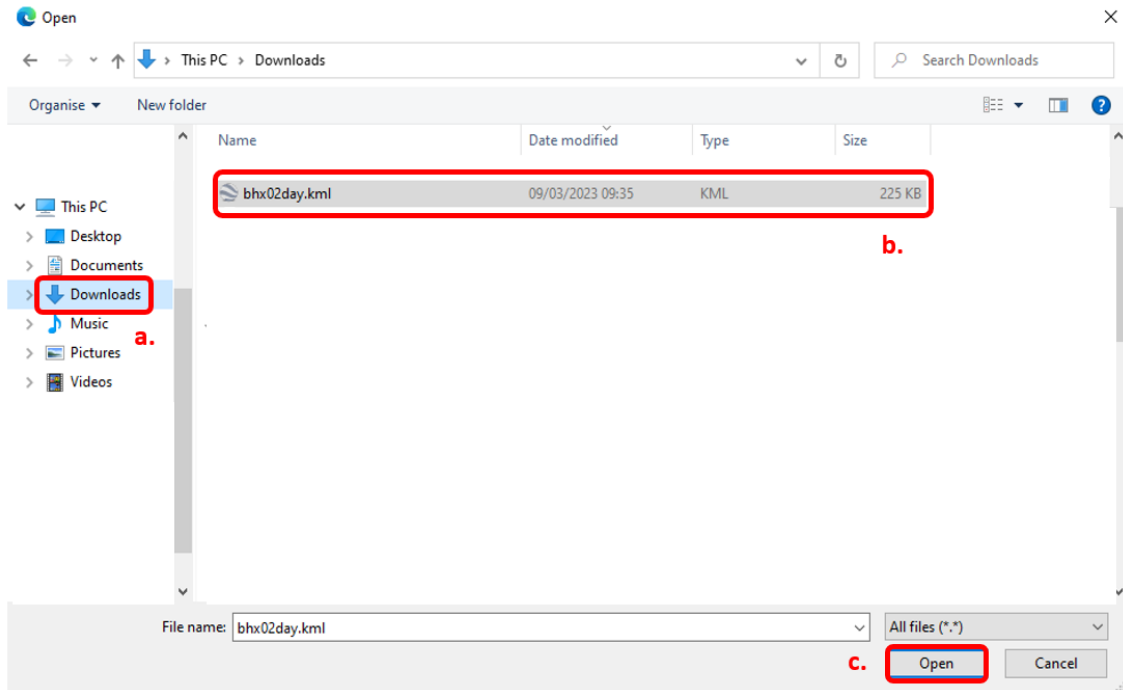 Open
This PC > Downloads
Search Downloads
Organise
New folder
?
Name Date modified Type Size
bhx02day.kml 09/03/2023 09:35 KML 225 KB
b.
This PC
Desktop
Documents
Downloads
a.
Music
Pictures
Videos
File name: bhx02day.kml All files (*.*)
c. Open Cancel